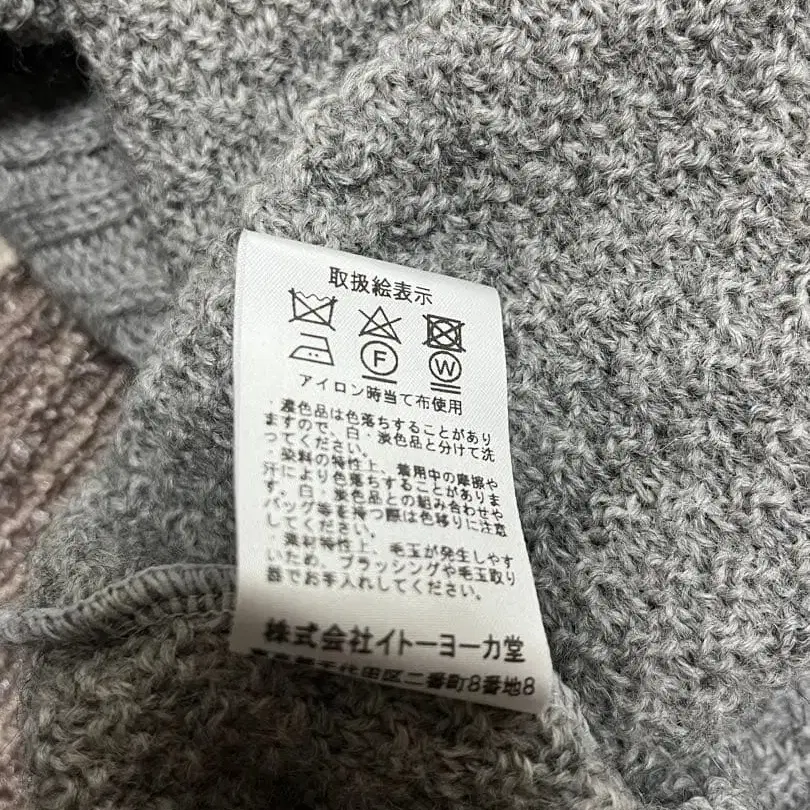 取扱絵表示
F W
アイロン時当て布使用
・濃色品は色落ちすることがあり
ますので、白・淡色品と分けて洗
ってください。
・染料の特性上、着用中の摩擦や
汗により色落ちすることがありま
す。白・淡色品との組み合わせや
バッグ等を持つ際は色移りに注意
してください。
・素材特性上、毛玉が発生しやす
いため、ブラッシングや毛玉取り
器でお手入れしてください。
株式会社イトーヨーカ堂
東京都千代田区二番町8番地8